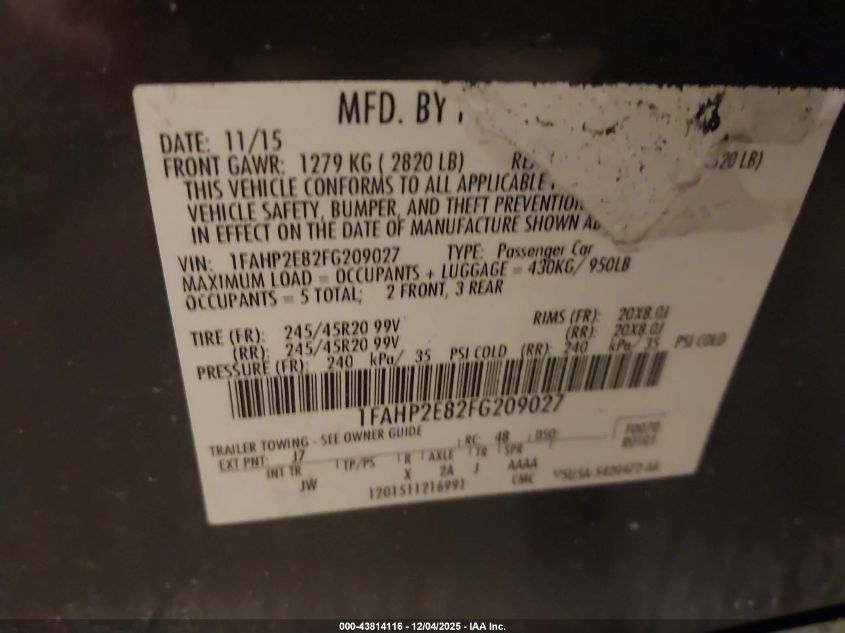 MFD. BY
DATE: 11/15
FRONT GAWR: 1279 KG ( 2820 LB) 520 LB)
THIS VEHICLE CONFORMS TO ALL APPLICABLE
VEHICLE SAFETY, BUMPER, AND THEFT PREVENTION
IN EFFECT ON THE DATE OF MANUFACTURE SHOWN
VIN: 1FAHP2E82FG209027 TYPE: Passenger Car
MAXIMUM LOAD = OCCUPANTS + LUGGAGE = 430KG/ 950LB
OCCUPANTS = 5 TOTAL; 2 FRONT, 3 REAR
TIRE (FR): 245/45R20 99V RIMS (FR): 20X8.0J
(RR): 245/45R20 99V (RR): 20X8.0J
PRESSURE (FR): 240 kPa/ 35 PSI COLD (RR): 240 kPa/ 35 PSI COLD
1FAHP2E82FG209027
TRAILER TOWING - SEE OWNER GUIDE RC: 48 DSO: F0020
EXT PNT: J7 R0101
INT TR TP/PS R AXLE TR SPR
JW X 2A J AAAA
1201511216991 CMC
000-43814116 - 12/04/2025 - IAA Inc.